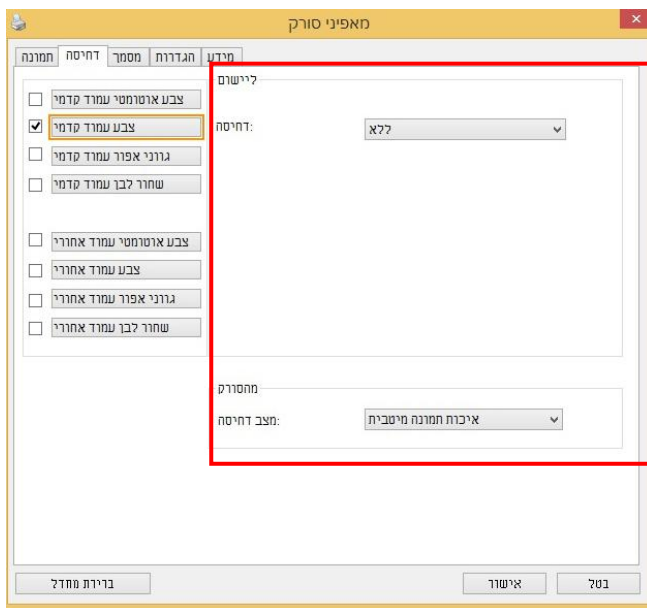 מאפיני סורק
תמונה
דחיסה
מסמך
הגדרות
מידע
צבע אוטומטי עמוד קדמי
צבע עמוד קדמי
גווני אפור עמוד קדמי
שחור לבן עמוד קדמי
צבע אוטומטי עמוד אחורי
צבע עמוד אחורי
גווני אפור עמוד אחורי
שחור לבן עמוד אחורי
ליישום
דחיסה:
ללא
מהסורק
מצב דחיסה:
איכות תמונה מיטבית
ברירת מחדל
אישור
בטל